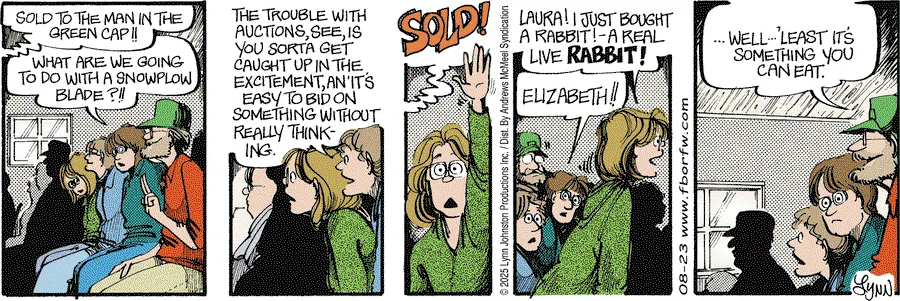 SOLD TO THE MAN IN THE
GREEN CAP!!
WHAT ARE WE GOING
TO DO WITH A SNOWPLOW
BLADE?!!
THE TROUBLE WITH
AUCTIONS, SEE, IS
YOU SORTA GET
CAUGHT UP IN THE
EXCITEMENT, AN' IT'S
EASY TO BID ON
SOMETHING WITHOUT
REALLY THINK-
ING.
SOLD!
© 2025 Lynn Johnston Productions Inc. / Dist. By Andrews McMeel Syndication
LAURA! I JUST BOUGHT
A RABBIT! - A REAL
LIVE RABBIT!
ELIZABETH!!
08-23 www.fborfw.com
... WELL...'LEAST IT'S
SOMETHING YOU
CAN EAT.
LYNN